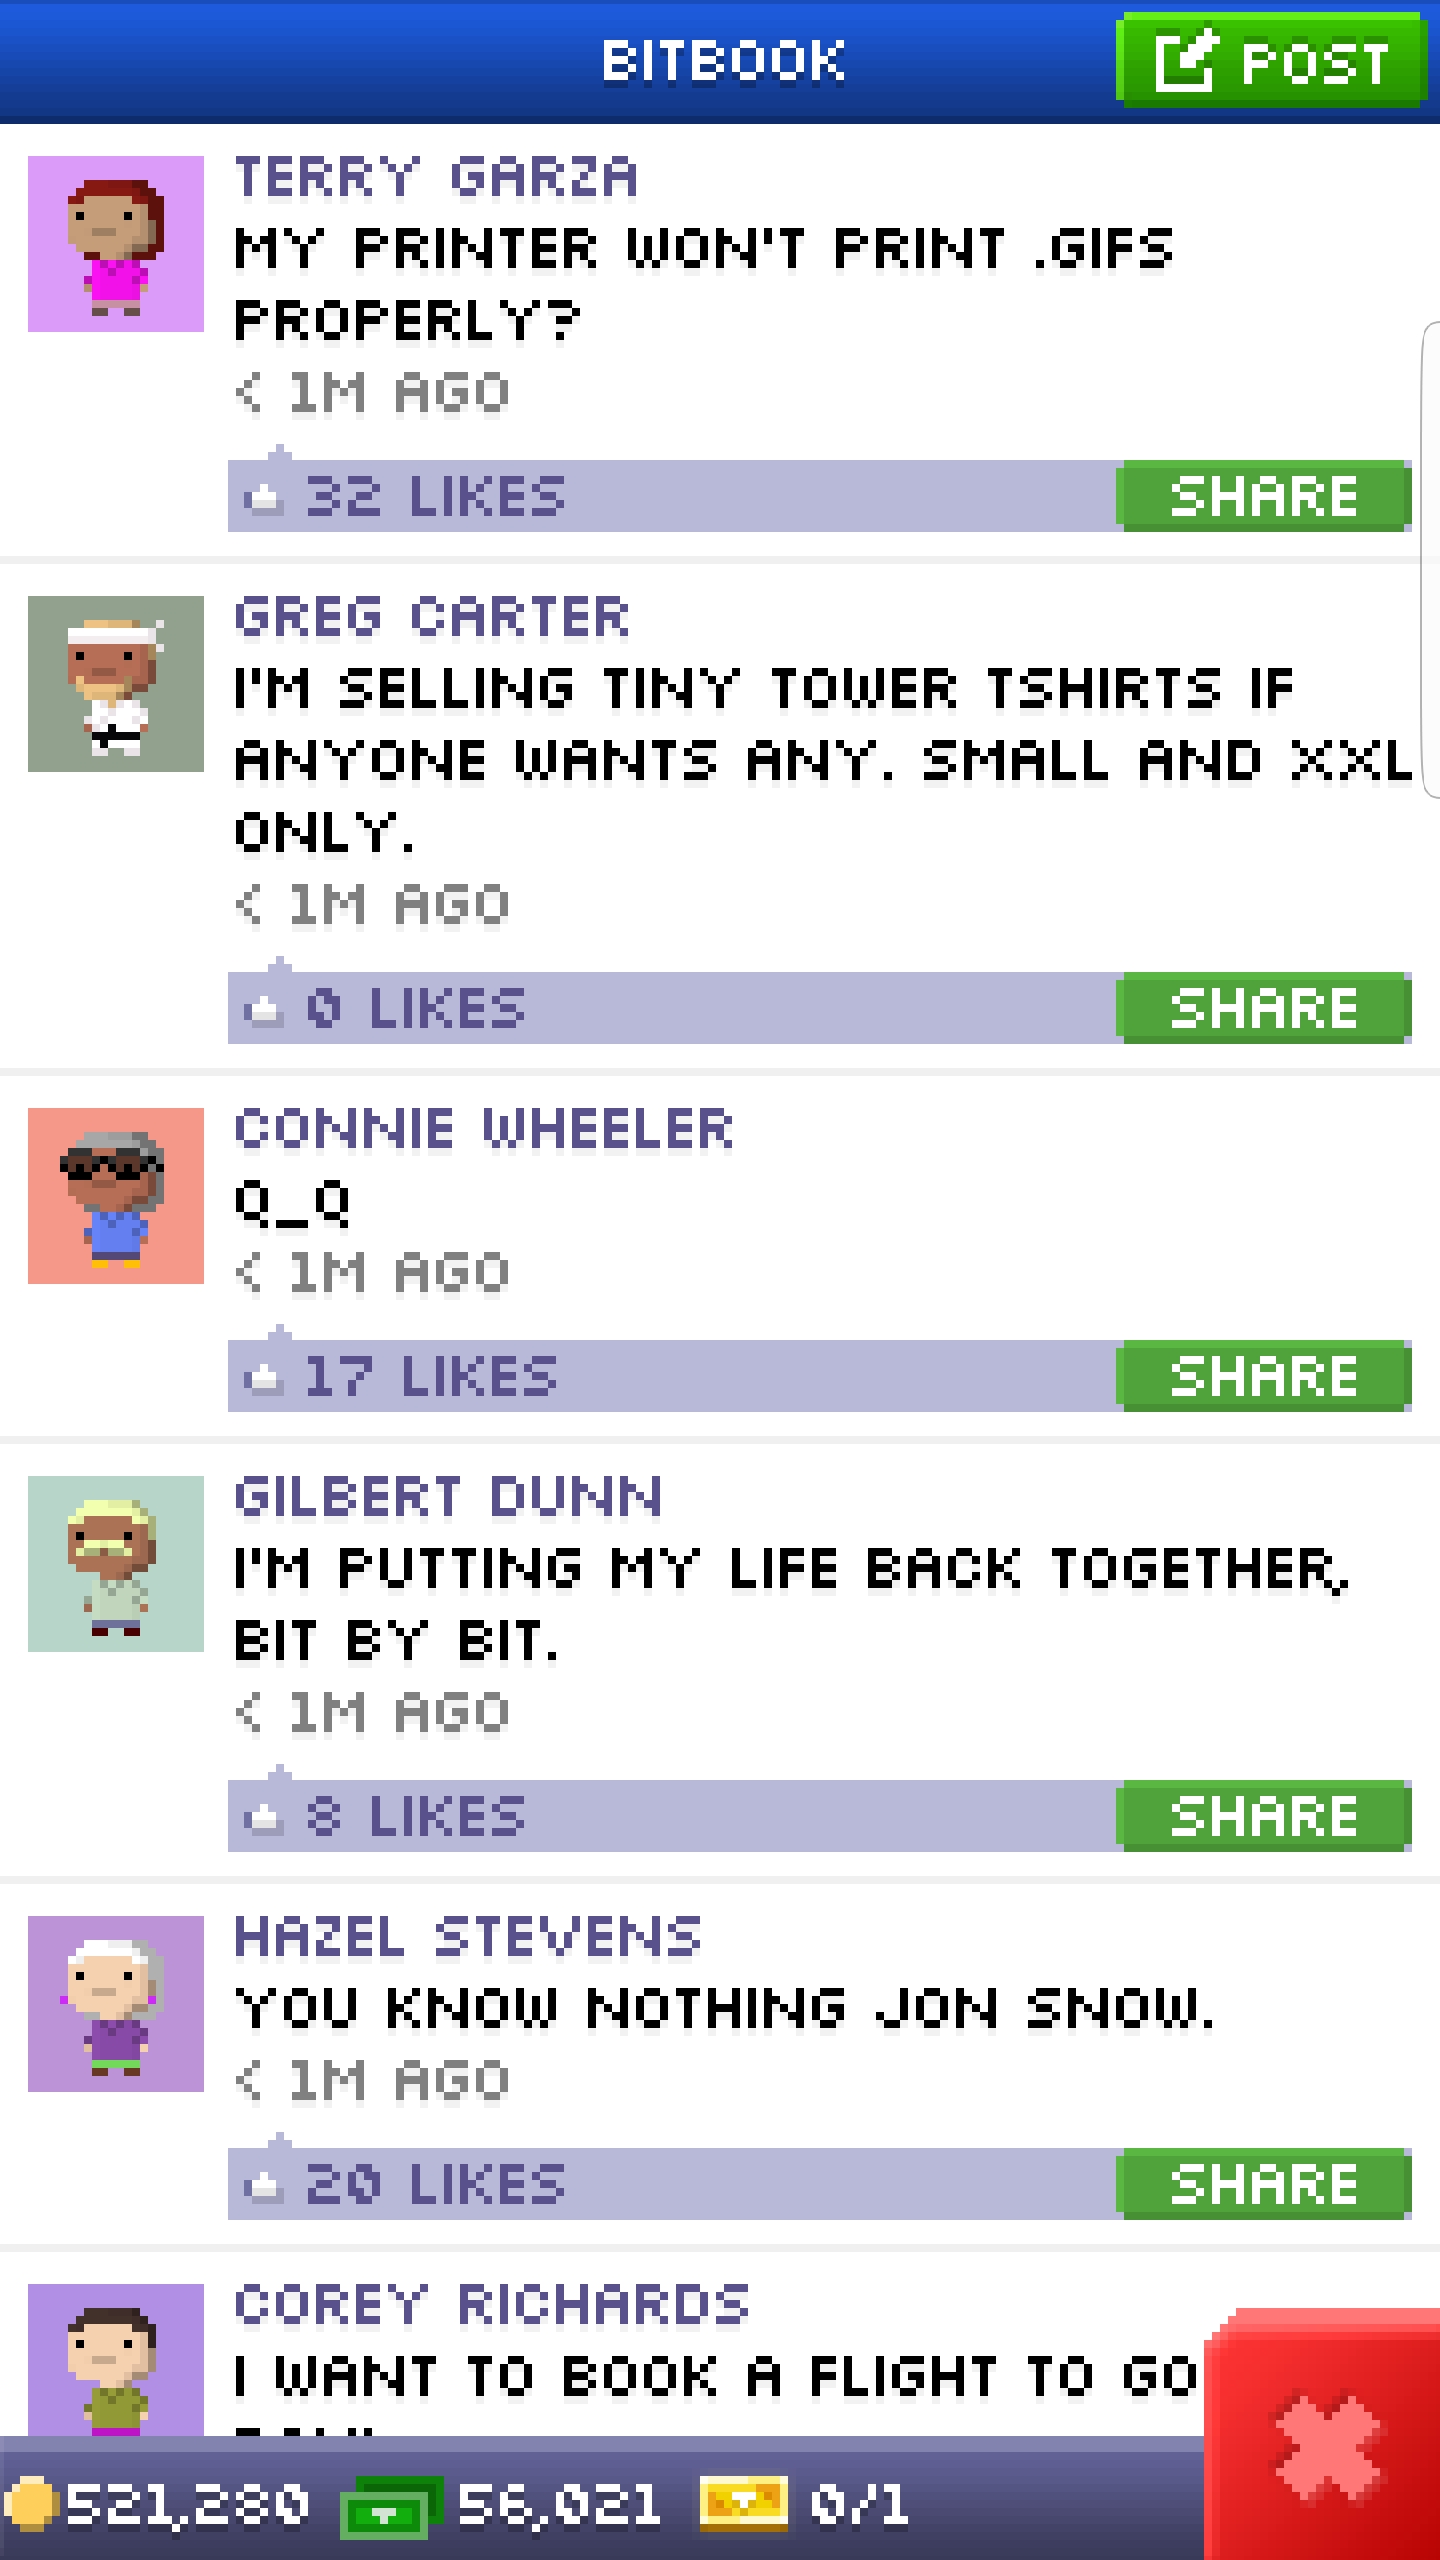 BITBOOK
POST
TERRY GARZA
MY PRINTER WON'T PRINT .GIFS
PROPERLY?
< 1M AGO
32 LIKES
SHARE
GREG CARTER
I'M SELLING TINY TOWER TSHIRTS IF
ANYONE WANTS ANY. SMALL AND XXL
ONLY.
< 1M AGO
0 LIKES
SHARE
CONNIE WHEELER
Q_Q
< 1M AGO
17 LIKES
SHARE
GILBERT DUNN
I'M PUTTING MY LIFE BACK TOGETHER,
BIT BY BIT.
< 1M AGO
8 LIKES
SHARE
HAZEL STEVENS
YOU KNOW NOTHING JON SNOW.
< 1M AGO
20 LIKES
SHARE
COREY RICHARDS
I WANT TO BOOK A FLIGHT TO GO
521,280 56,021 0/1